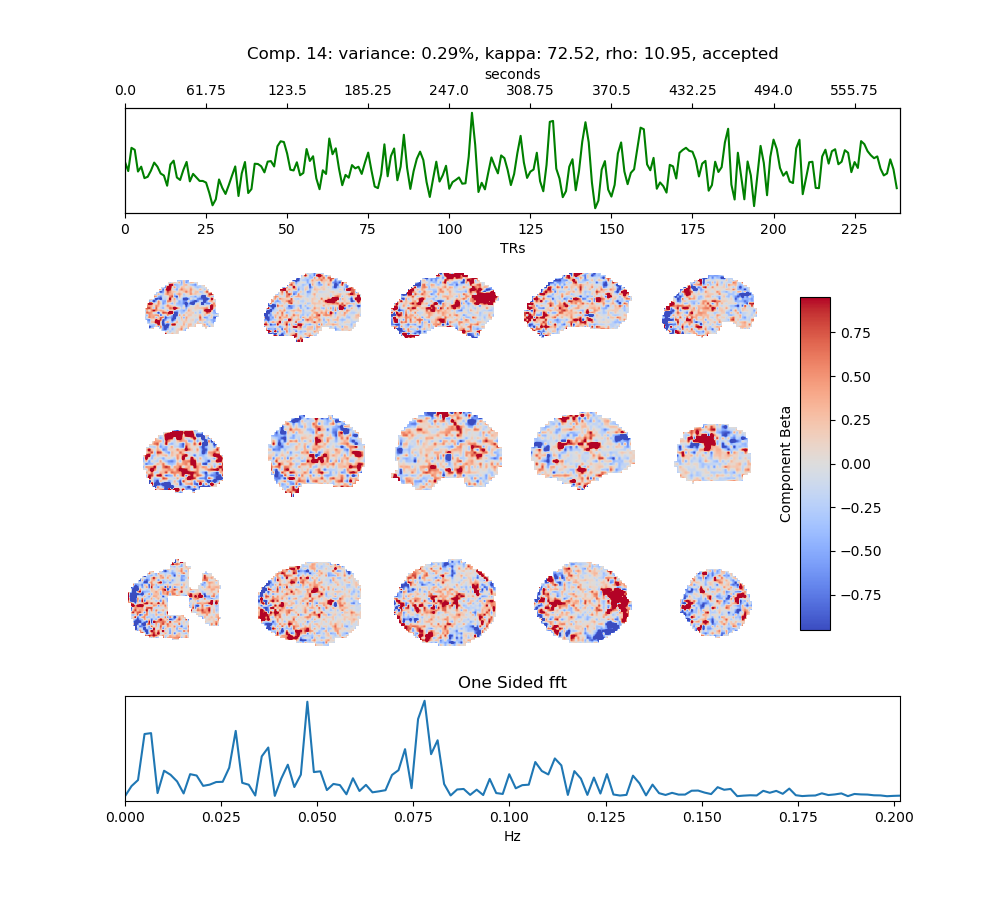 Comp. 14: variance: 0.29%, kappa: 72.52, rho: 10.95, accepted
seconds
0.0 61.75 123.5 185.25 247.0 308.75 370.5 432.25 494.0 555.75
0 25 50 75 100 125 150 175 200 225
TRs
0.75
0.50
0.25
0.00
−0.25
−0.50
−0.75
Component Beta
One Sided fft
0.000 0.025 0.050 0.075 0.100 0.125 0.150 0.175 0.200
Hz